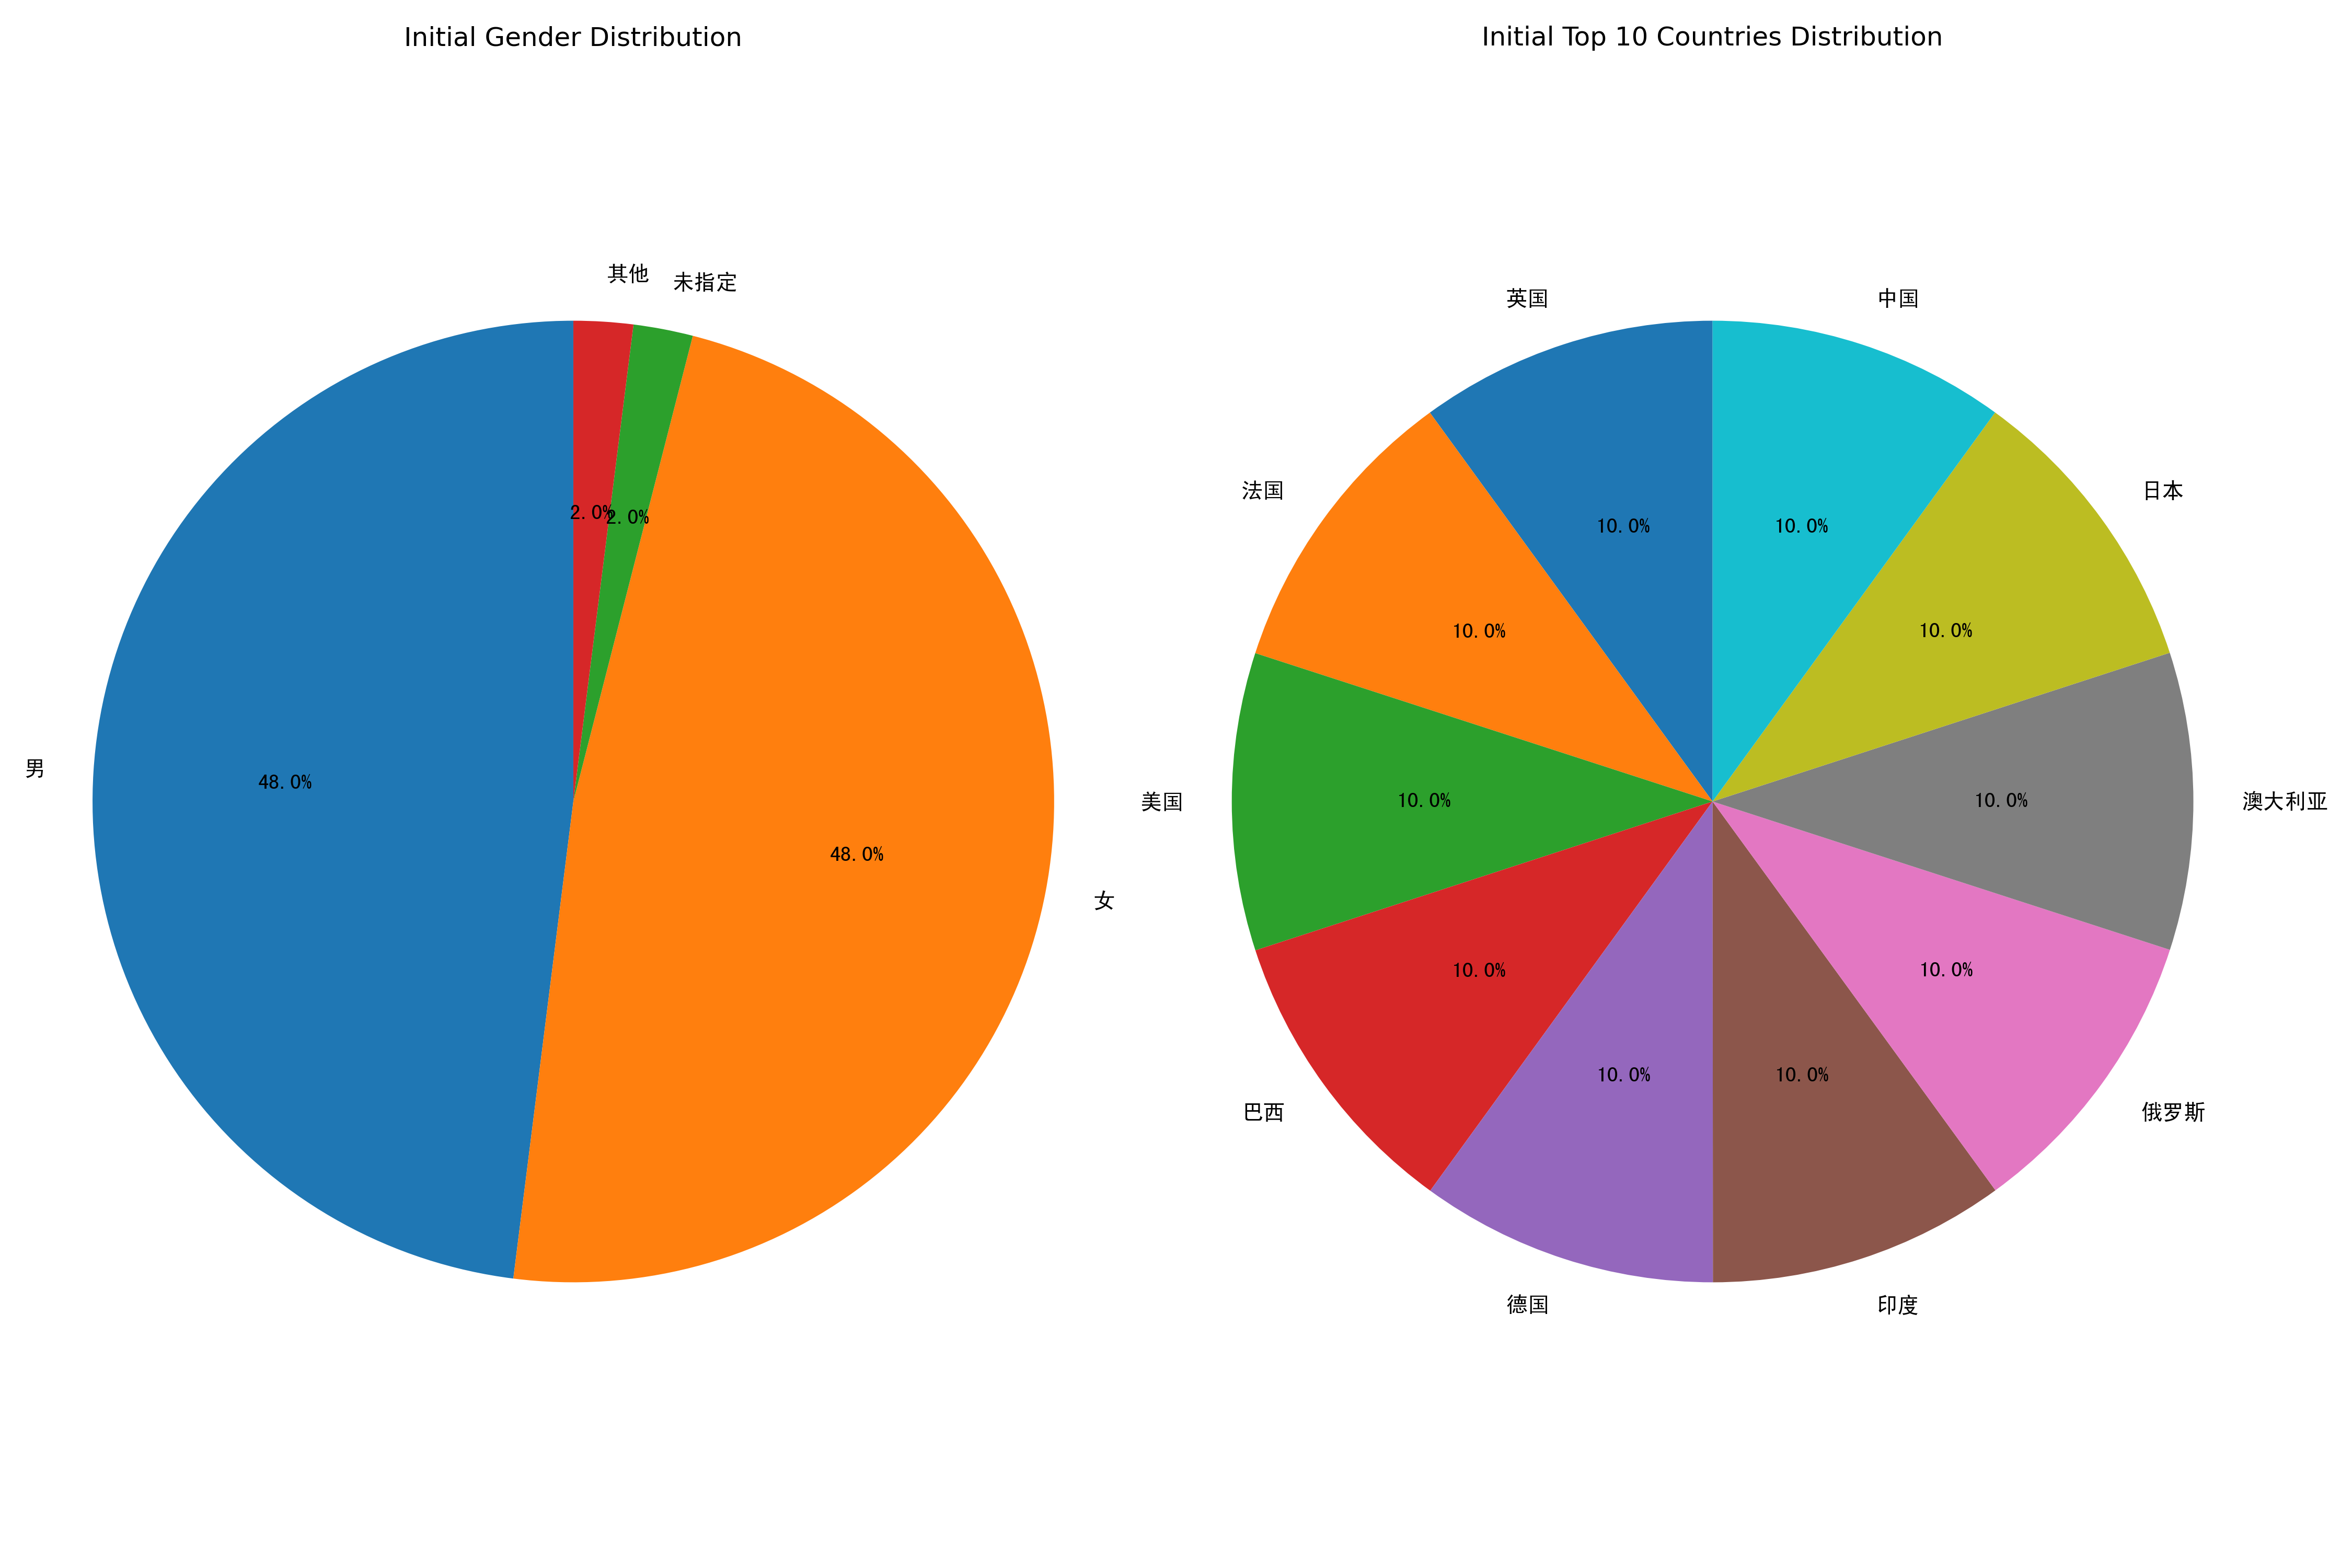 Initial Gender Distribution
其他
未指定
2.0%
2.0%
男
48.0%
48.0%
女
Initial Top 10 Countries Distribution
英国
中国
法国
日本
10.0%
10.0%
10.0%
10.0%
美国
10.0%
10.0%
澳大利亚
10.0%
10.0%
巴西
10.0%
10.0%
俄罗斯
德国
印度